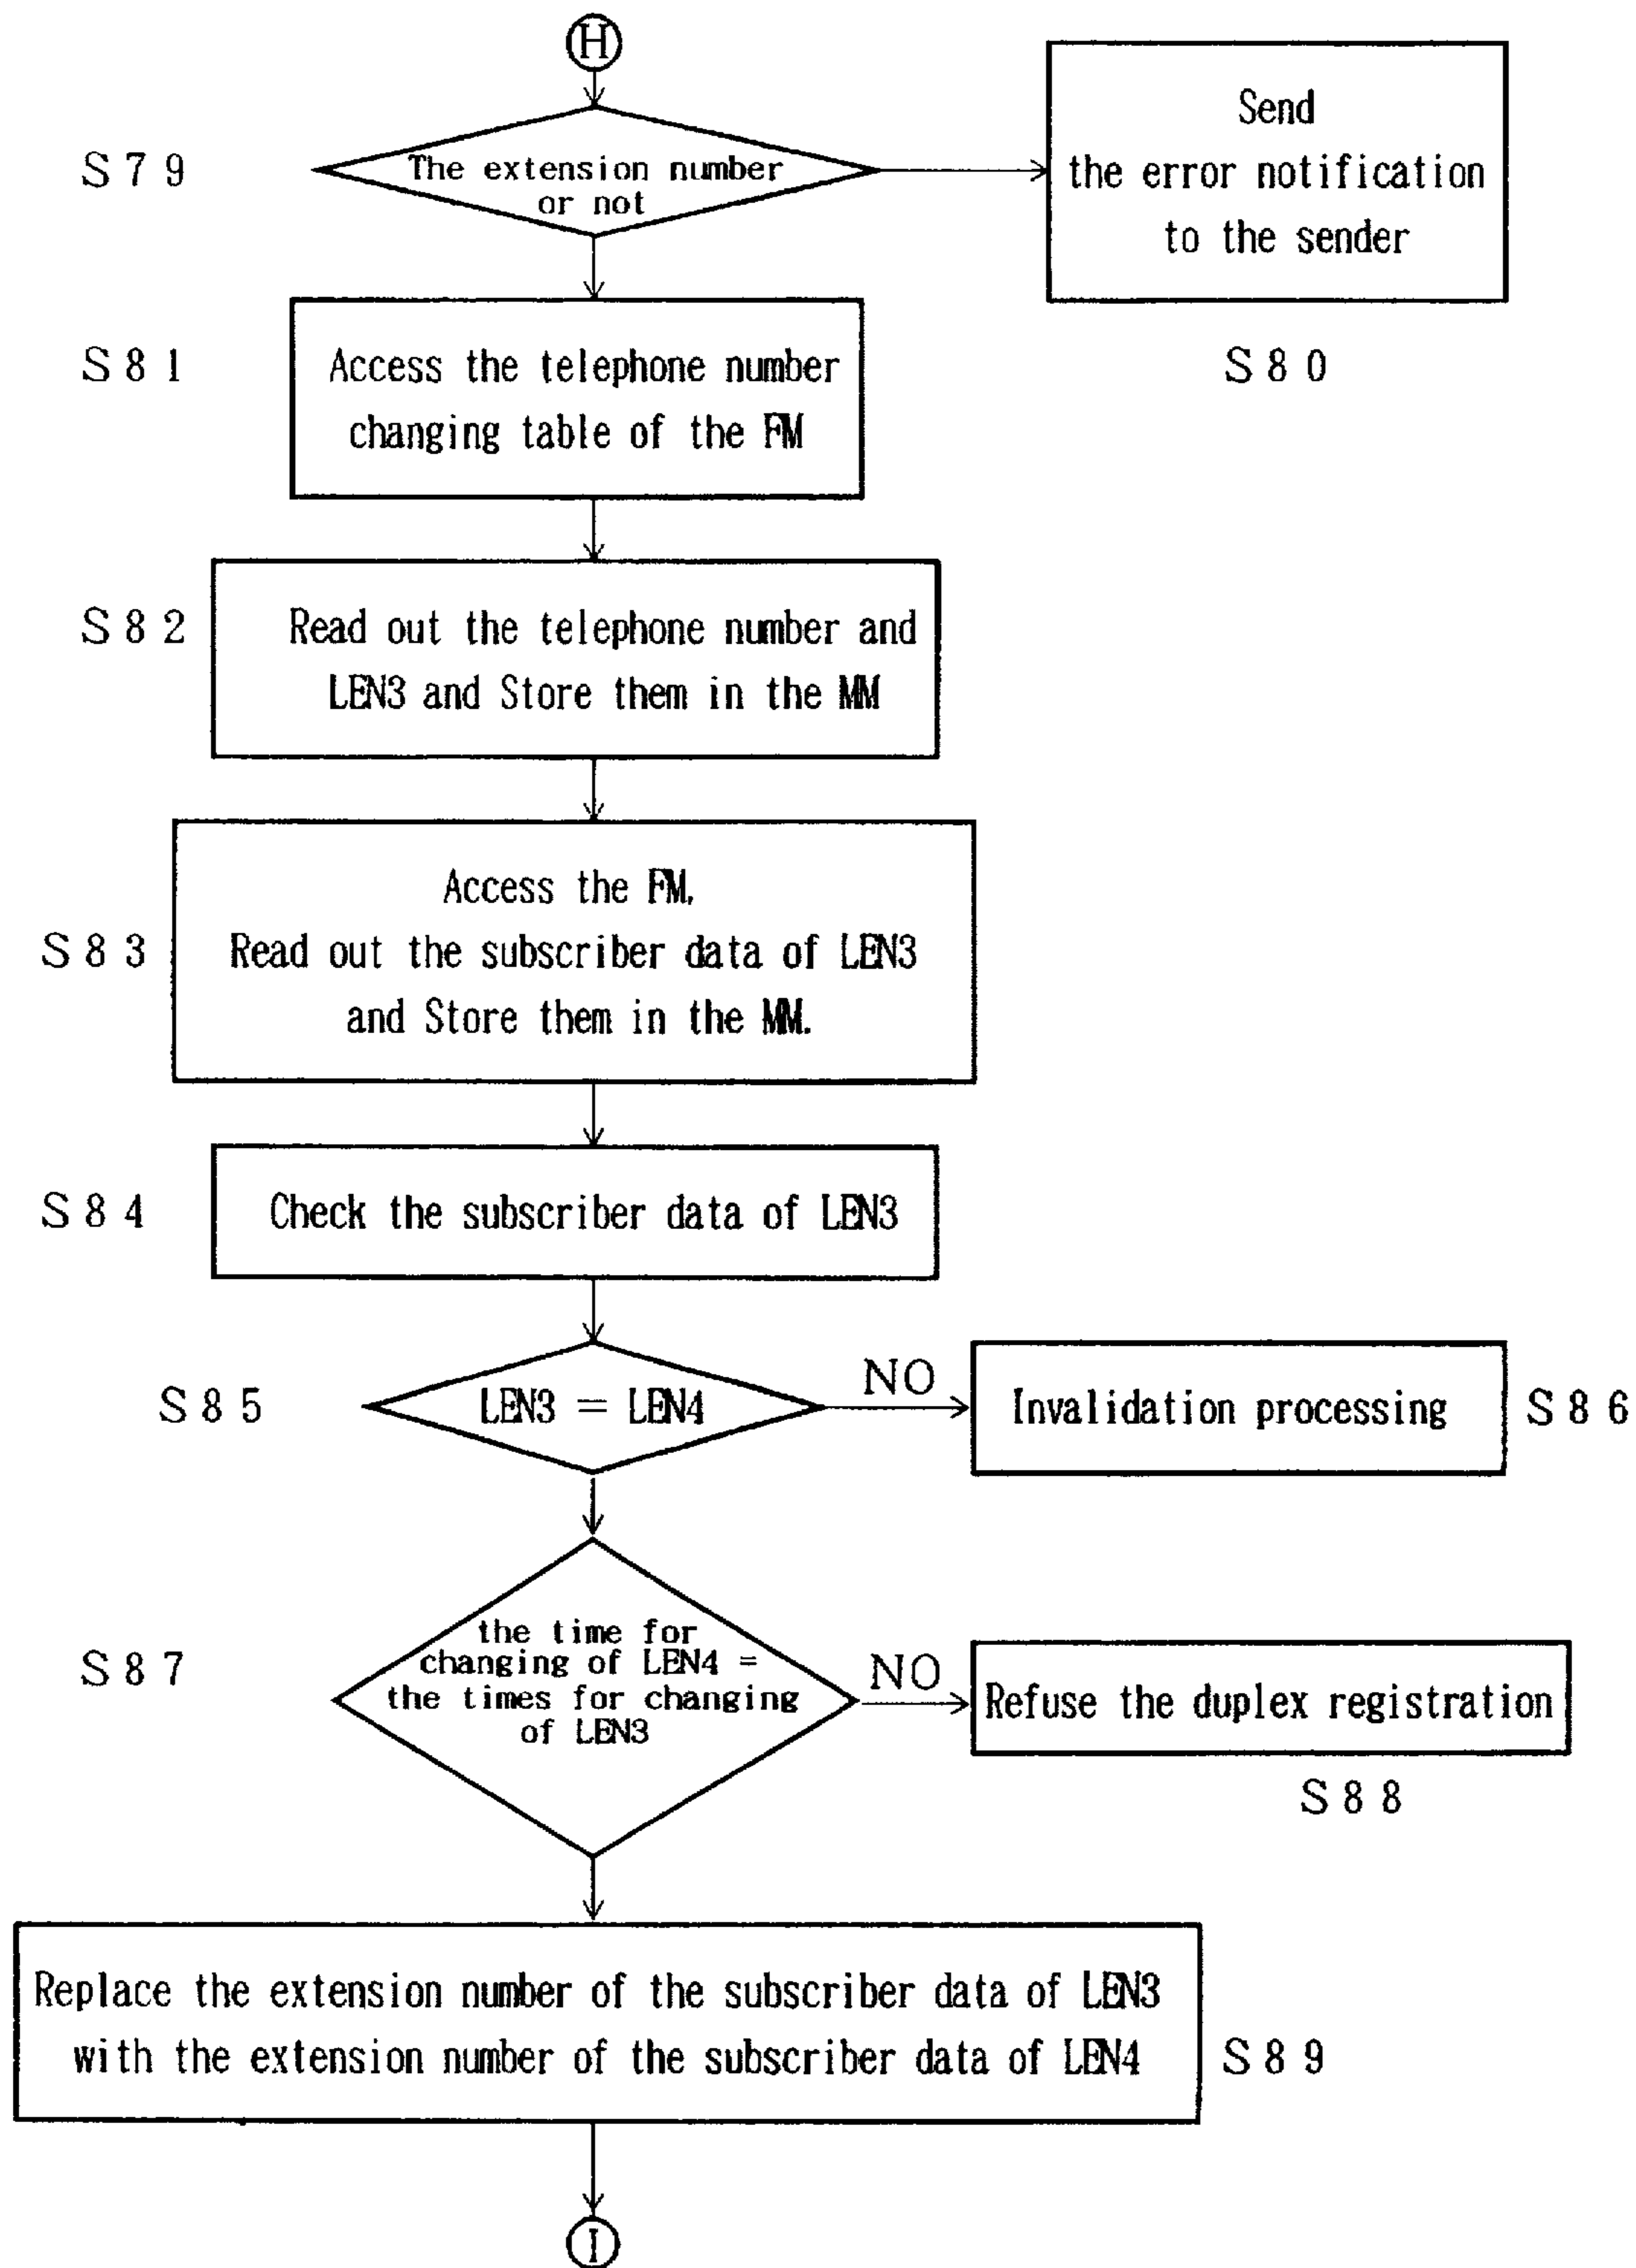 H
S79
The extension number
or not
Send
the error notification
to the sender
S80
S81
Access the telephone number
changing table of the FM
S82
Read out the telephone number and
LEN3 and Store them in the MM
S83
Access the FM,
Read out the subscriber data of LEN3
and Store them in the MM.
S84
Check the subscriber data of LEN3
S85
LEN3 = LEN4
NO
Invalidation processing
S86
S87
the time for
changing of LEN4 =
the times for changing
of LEN3
NO
Refuse the duplex registration
S88
Replace the extension number of the subscriber data of LEN3
with the extension number of the subscriber data of LEN4
S89
I